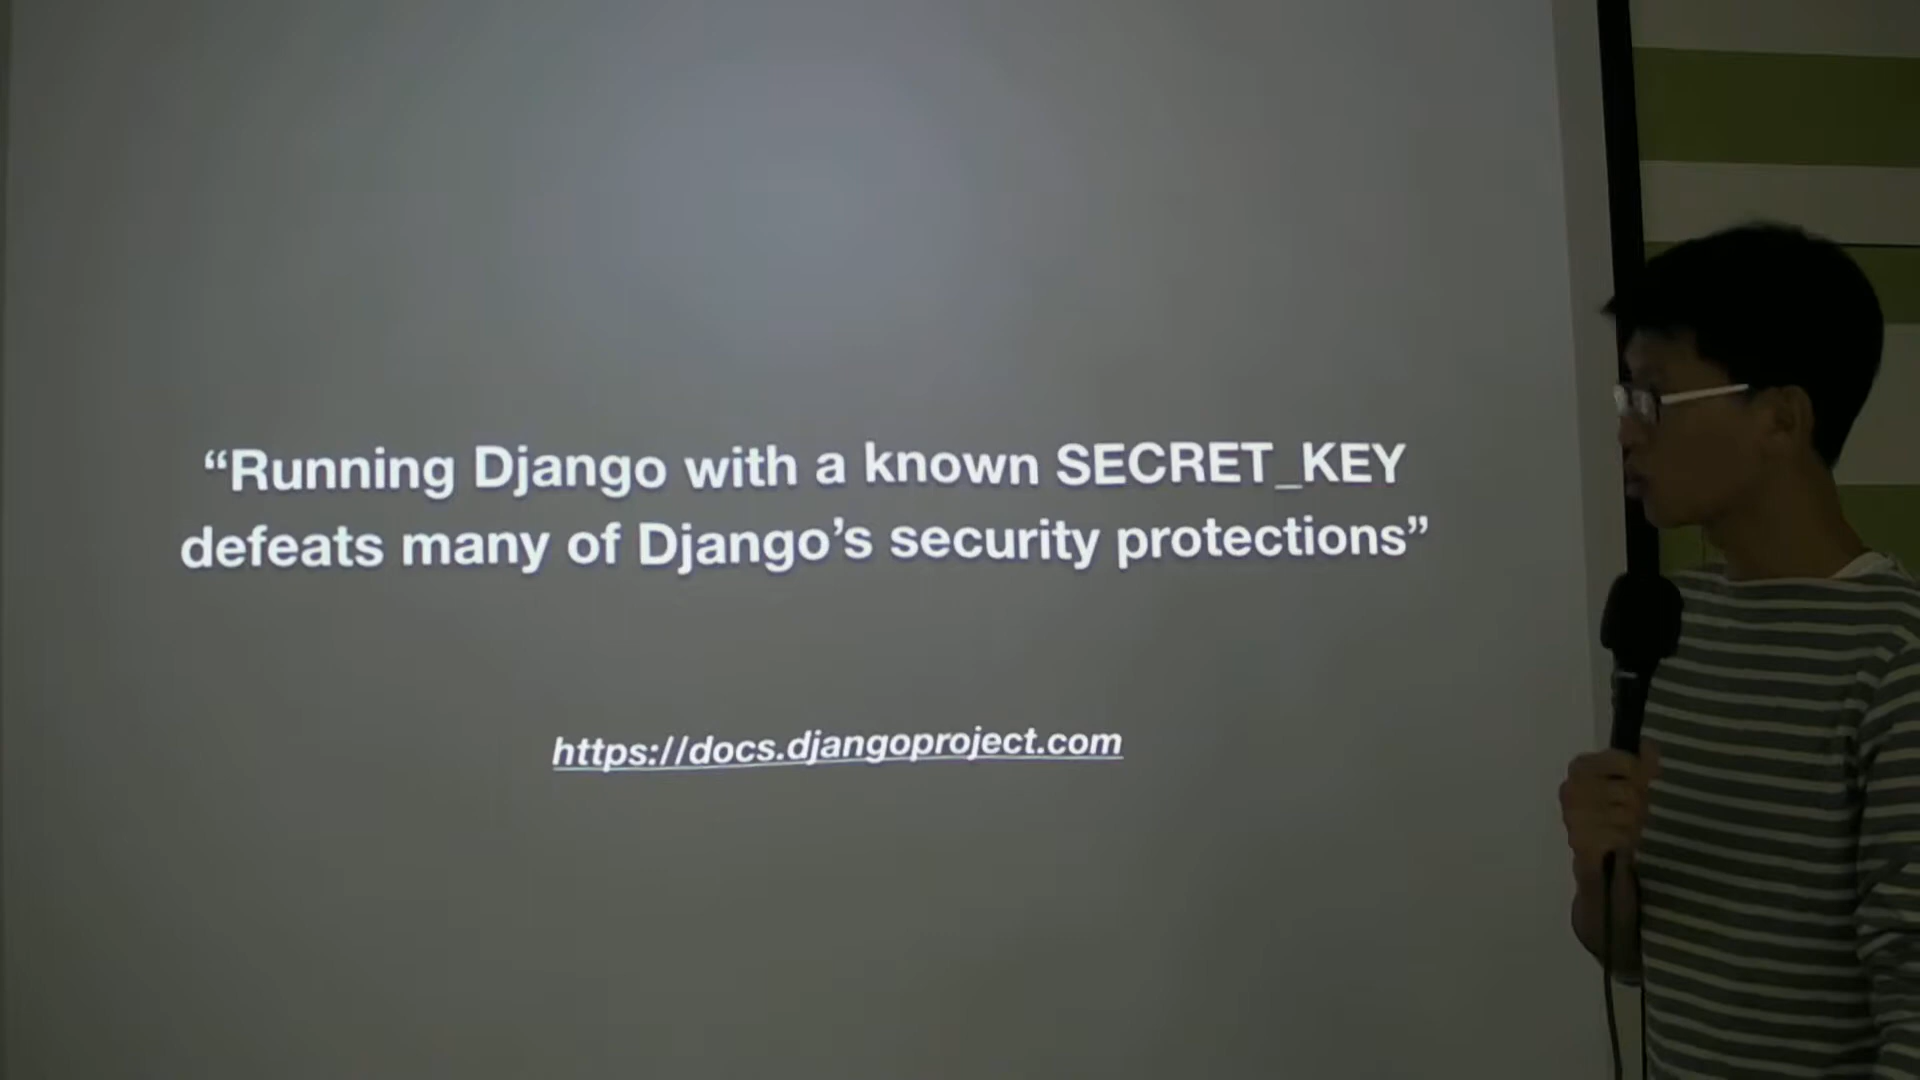 “Running Django with a known SECRET_KEY
defeats many of Django’s security protections”
https://docs.djangoproject.com